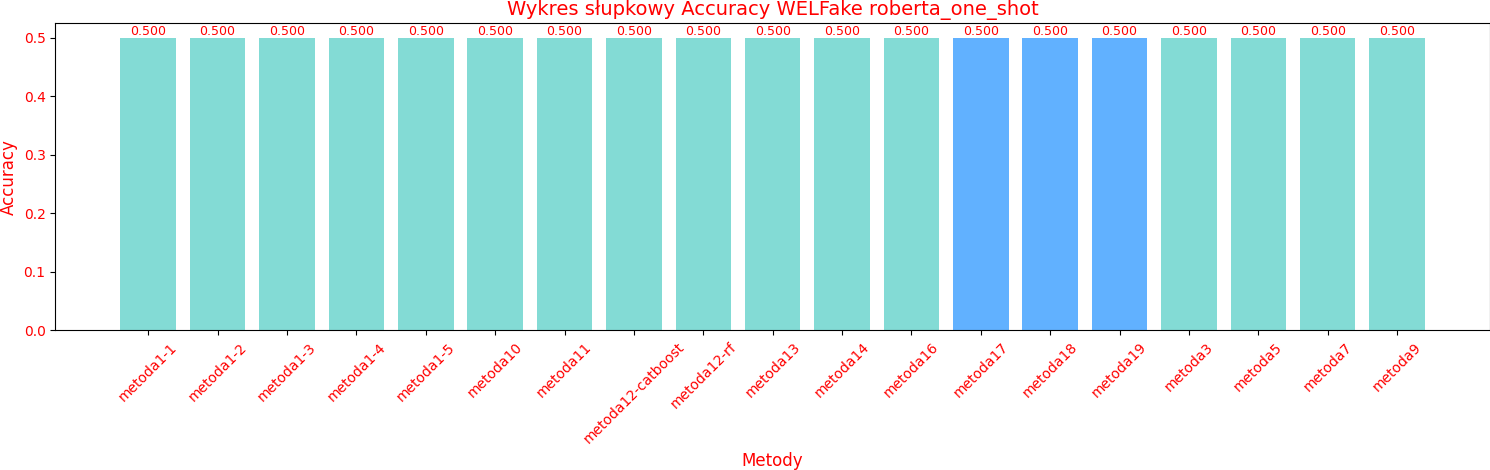 Wykres słupkowy Accuracy WELFake roberta_one_shot
0.500 0.500 0.500 0.500 0.500 0.500 0.500 0.500 0.500 0.500 0.500 0.500 0.500 0.500 0.500 0.500 0.500 0.500 0.500
0.5
0.4
0.3
0.2
0.1
0.0
Accuracy
metoda1-1
metoda1-2
metoda1-3
metoda1-4
metoda1-5
metoda10
metoda11
metoda12-catboost
metoda12-rf
metoda13
metoda14
metoda16
metoda17
metoda18
metoda19
metoda3
metoda5
metoda7
metoda9
Metody